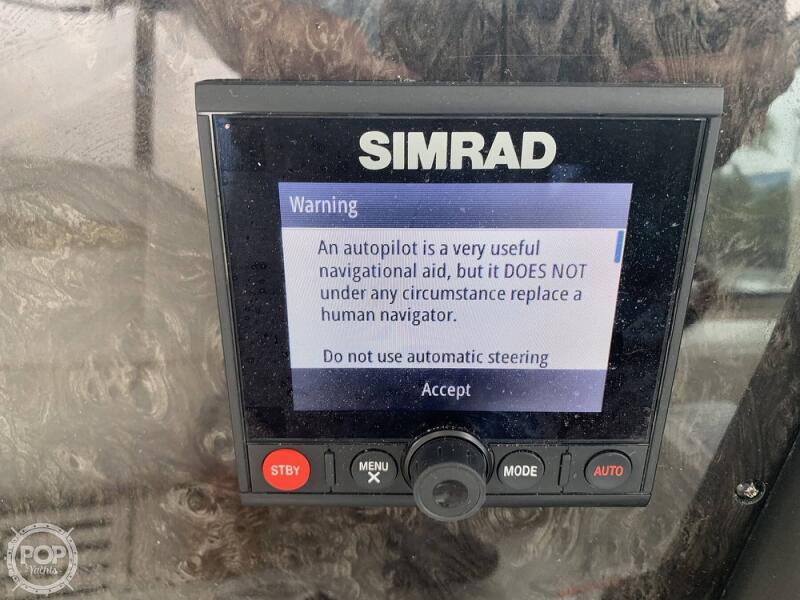 SIMRAD
Warning
An autopilot is a very useful
navigational aid, but it DOES NOT
under any circumstance replace a
human navigator.
Do not use automatic steering
Accept
STBY
MENU
X
MODE
AUTO
POP
Yachts